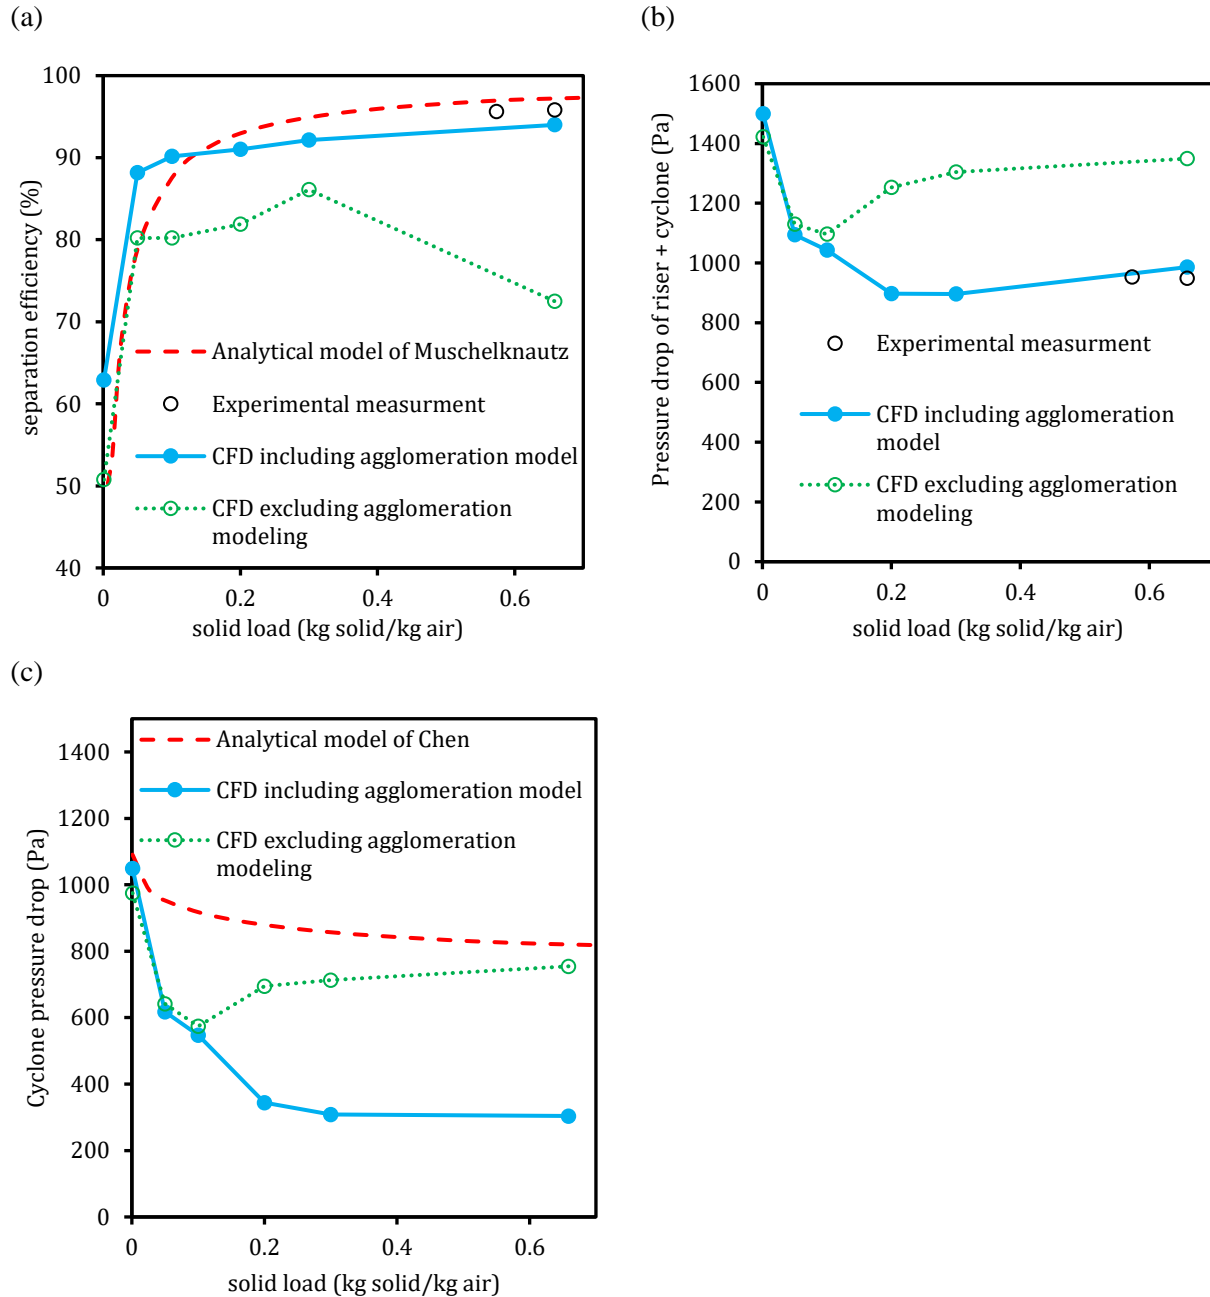 (a)
100
90
80
70
60
50
40
separation efficiency (%)
Analytical model of Muschelknautz
Experimental measurment
CFD including agglomeration model
CFD excluding agglomeration
modeling
0
0.2
0.4
0.6
solid load (kg solid/kg air)
(b)
1600
1400
1200
1000
800
600
400
200
0
Pressure drop of riser + cyclone (Pa)
Experimental measurment
CFD including agglomeration
model
CFD excluding agglomeration
modeling
0
0.2
0.4
0.6
solid load (kg solid/kg air)
(c)
1400
1200
1000
800
600
400
200
0
Cyclone pressure drop (Pa)
Analytical model of Chen
CFD including agglomeration model
CFD excluding agglomeration
modeling
0
0.2
0.4
0.6
solid load (kg solid/kg air)